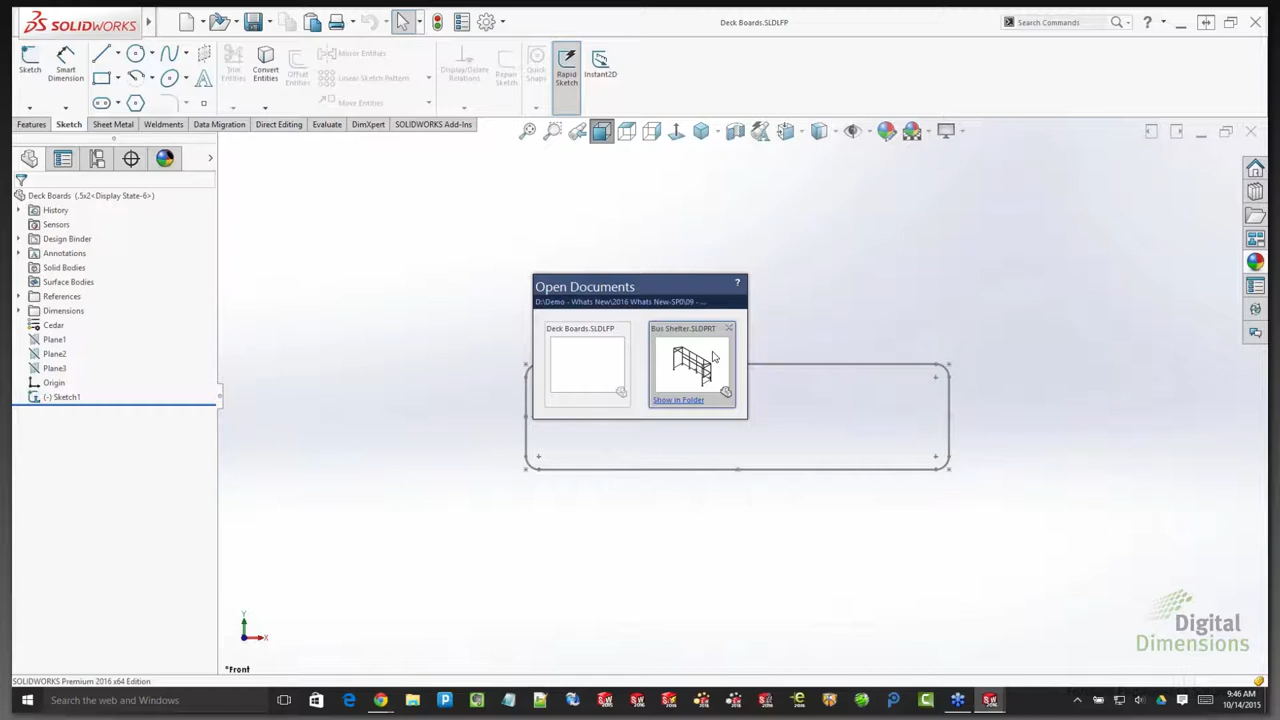 SOLIDWORKS
Deck Boards.SLDLFP
Search Commands
Sketch
Smart
Dimension
Trim
Entities
Convert
Entities
Offset
Entities
Mirror Entities
Linear Sketch Pattern
Move Entities
Display/Delete
Relations
Repair
Sketch
Quick
Snaps
Rapid
Sketch
Instant2D
Features
Sketch
Sheet Metal
Weldments
Data Migration
Direct Editing
Evaluate
DimXpert
SOLIDWORKS Add-Ins
Deck Boards (.5x2<Display State-6>)
History
Sensors
Design Binder
Annotations
Solid Bodies
Surface Bodies
References
Dimensions
Cedar
Plane1
Plane2
Plane3
Origin
(-) Sketch1
Open Documents
?
D:\Demo - Whats New\2016 Whats New-SP0\09 - ...
Deck Boards.SLDLFP
Bus Shelter.SLDPRT
Show in Folder
Y
X
*Front
Digital
Dimensions
SOLIDWORKS Premium 2016 x64 Edition
Search the web and Windows
9:46 AM
10/14/2015